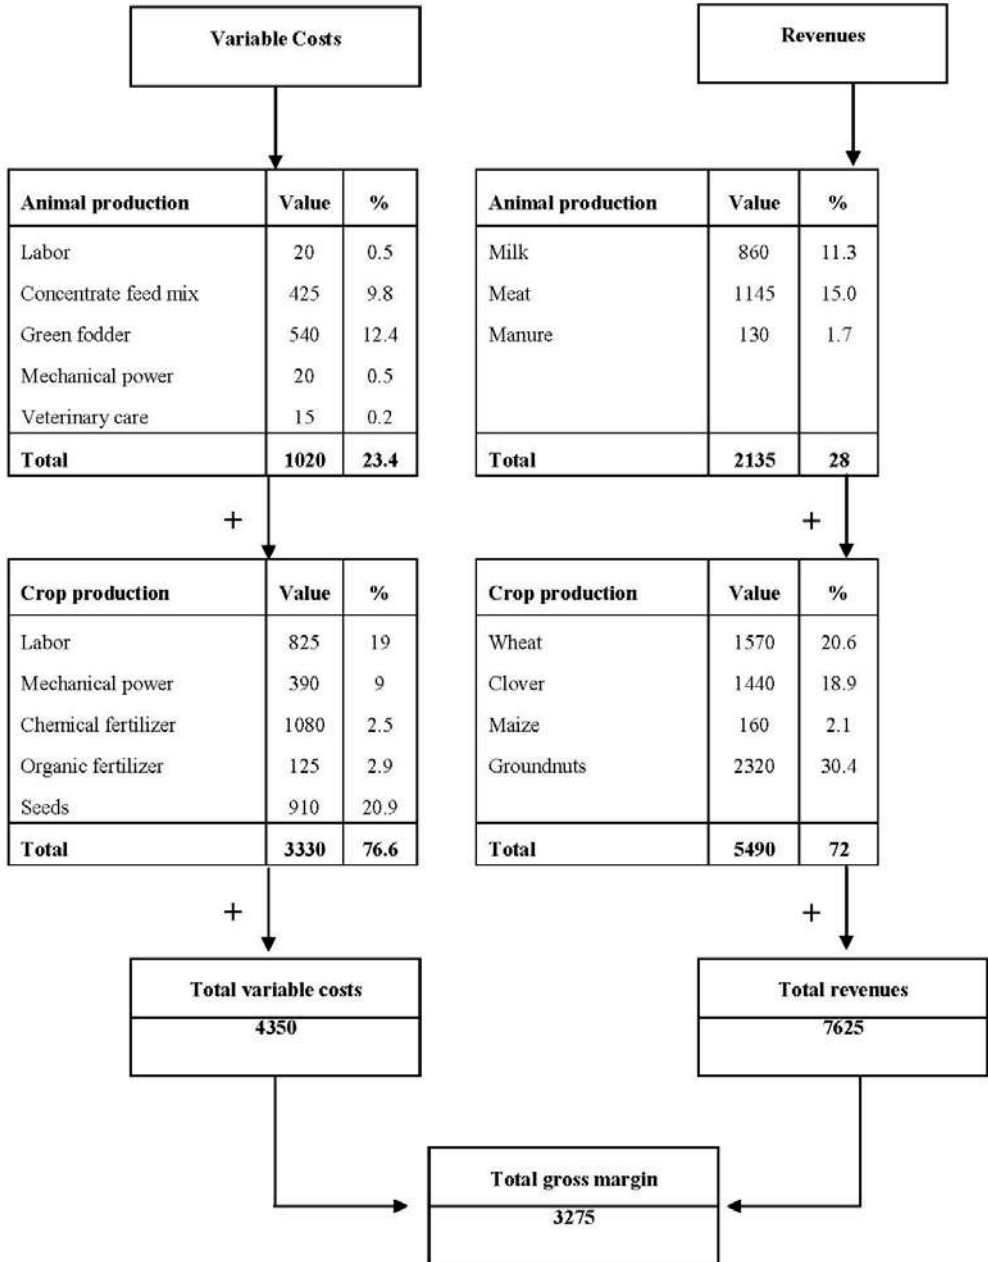 Variable Costs
Revenues
Animal production Value %
Labor 20 0.5
Concentrate feed mix 425 9.8
Green fodder 540 12.4
Mechanical power 20 0.5
Veterinary care 15 0.2
Total 1020 23.4
Animal production Value %
Milk 860 11.3
Meat 1145 15.0
Manure 130 1.7
Total 2135 28
+
+
Crop production Value %
Labor 825 19
Mechanical power 390 9
Chemical fertilizer 1080 2.5
Organic fertilizer 125 2.9
Seeds 910 20.9
Total 3330 76.6
Crop production Value %
Wheat 1570 20.6
Clover 1440 18.9
Maize 160 2.1
Groundnuts 2320 30.4
Total 5490 72
+
+
Total variable costs
4350
Total revenues
7625
Total gross margin
3275